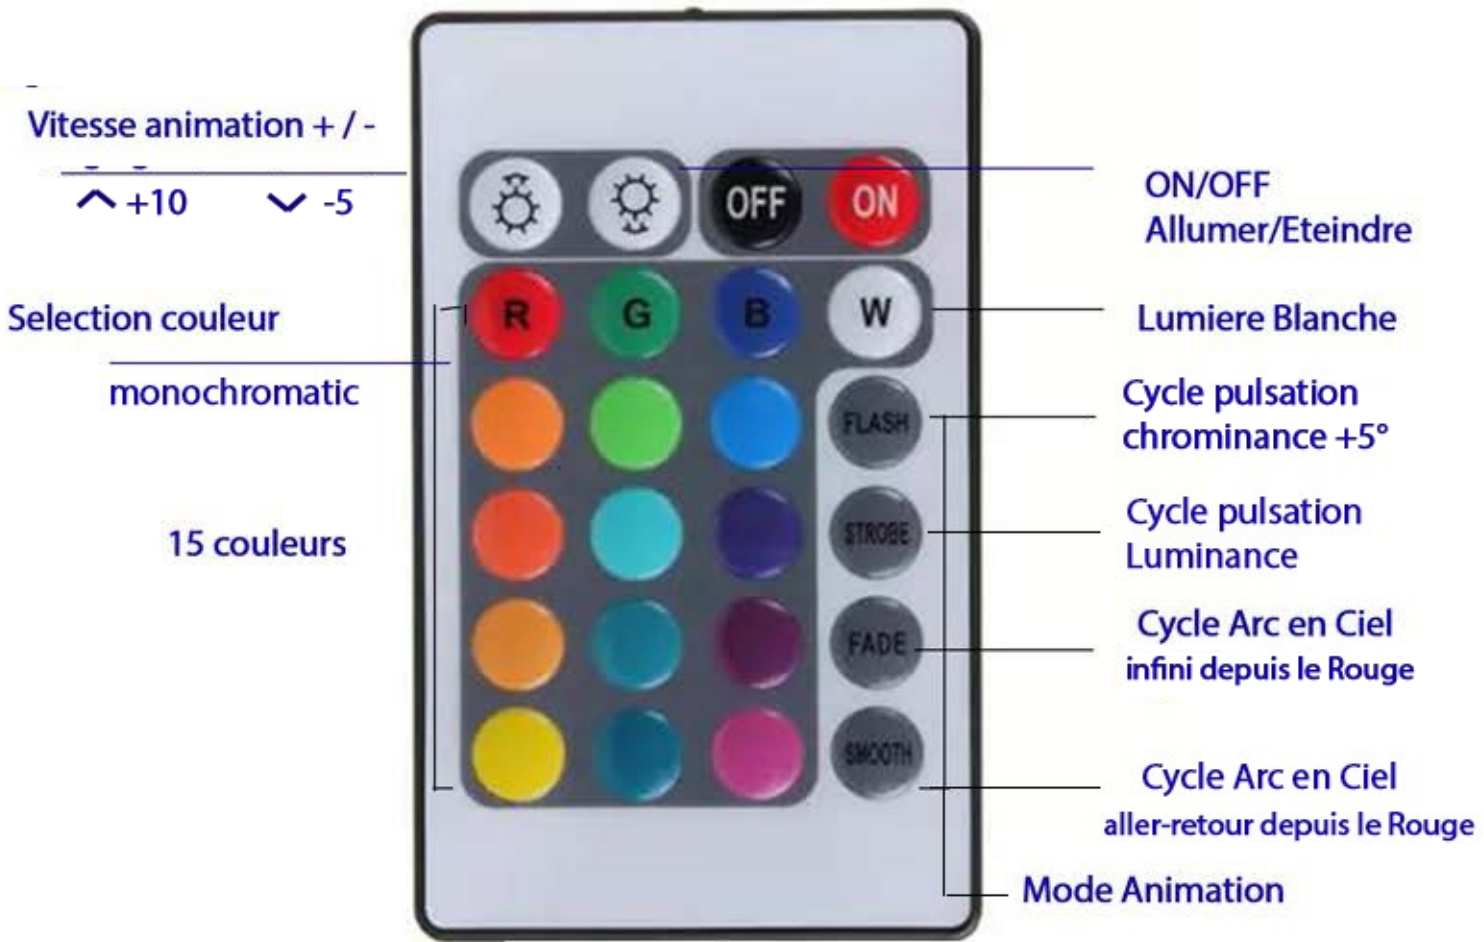 Vitesse animation + / -
+10 -5
Selection couleur
monochromatic
15 couleurs
OFF ON
R G B W
FLASH
STROBE
FADE
SMOOTH
ON/OFF
Allumer/Eteindre
Lumiere Blanche
Cycle pulsation
chrominance +5°
Cycle pulsation
Luminance
Cycle Arc en Ciel
infini depuis le Rouge
Cycle Arc en Ciel
aller-retour depuis le Rouge
Mode Animation